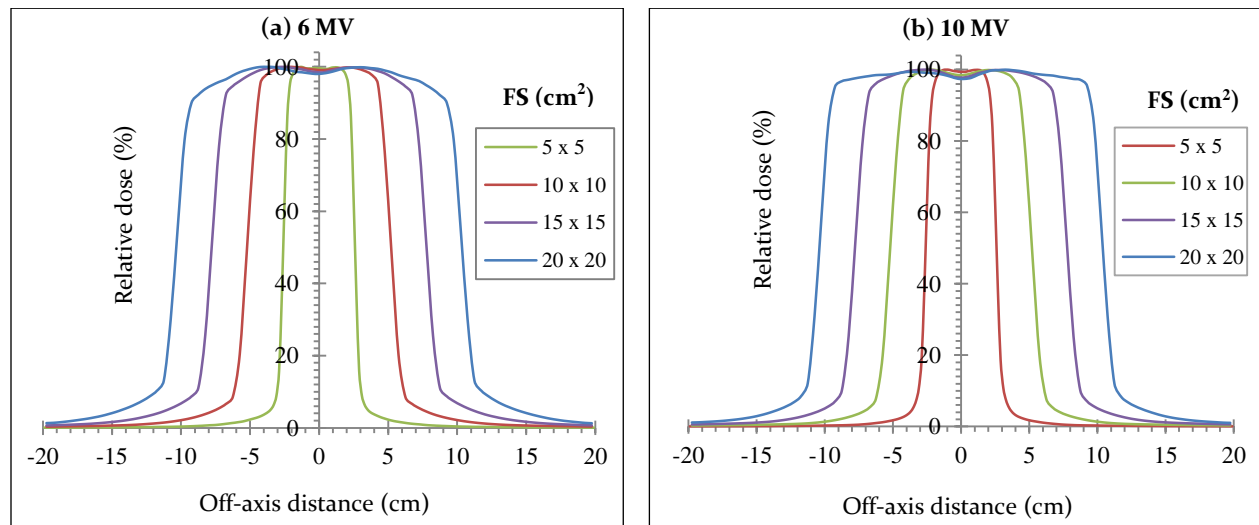 (a) 6 MV
100
80
60
40
20
0
Relative dose (%)
FS (cm²)
5 x 5
10 x 10
15 x 15
20 x 20
-20 -15 -10 -5 0 5 10 15 20
Off-axis distance (cm)
(b) 10 MV
100
80
60
40
20
0
Relative dose (%)
FS (cm²)
5 x 5
10 x 10
15 x 15
20 x 20
-20 -15 -10 -5 0 5 10 15 20
Off-axis distance (cm)